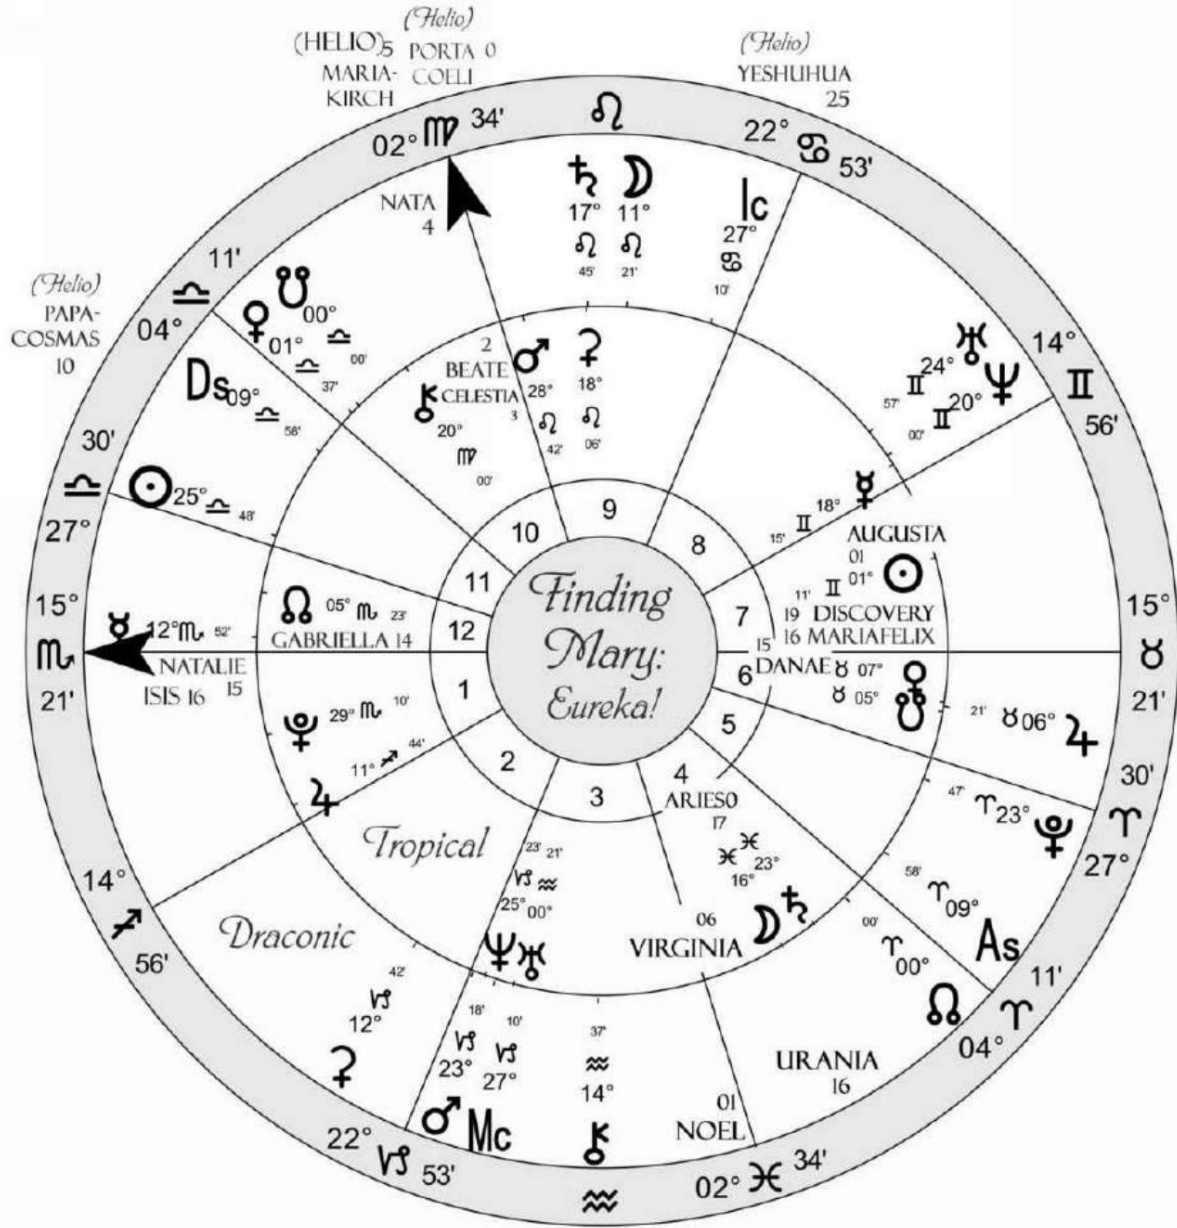 (Helio)
PORTA 0
COELI
(HELIO)5
MARIA-
KIRCH
(Helio)
YESHUHUA
25
(Helio)
PAPA-
COSMAS
10
02° ♍ 34'
♌
22° ♋ 53'
14° ♊ 56'
15° ♉ 21'
30' ♈ 27°
11' ♈ 04°
34' ♓ 02°
♒
22° ♑ 53'
14° ♐ 56'
15° ♏ 21'
30' ♎ 27°
11' ♎ 04°
NATA
4
♄ 17° ♌ 45'
☽ 11° ♌ 21'
Ic 27° ♋ 10'
♅ 24° ♊ 57'
♆ 20° ♊ 00'
☋ 00° ♎ 00'
♀ 01° ♎ 37'
Ds 09° ♎ 58'
☉ 25° ♎ 48'
☿ 12° ♏ 52'
NATALIE
15
ISIS 16
2
BEATE
CELESTIA
3
♂ 28° ♌ 42'
⚳ 18° ♌ 06'
⚷ 20° ♍ 00'
☿ 18° ♊ 15'
AUGUSTA
01
☉ 01° ♊ 11'
19 DISCOVERY
16 MARIAFELIX
15
DANAE
♀ 07° ♉
☋ 05° ♉
♃ 06° ♉ 21'
♇ 23° ♈ 47'
As 09° ♈ 58'
☊ 00° ♈ 00'
☊ 05° ♏ 23'
GABRIELLA 14
♇ 29° ♏ 10'
♃ 11° ♐ 44'
9
10
8
11
7
12
1
6
2
5
3
4
Finding
Mary:
Eureka!
ARIESO
17
♓ 23° ♄
♓ 16° ☽
06
VIRGINIA
Tropical
23' ♑ 25° ♆
21' ♒ 00° ♅
Draconic
42' ♑ 12° ⚳
18' ♑ 23° ♂
10' ♑ 27° Mc
37' ♒ 14° ⚷
01
NOEL
URANIA
16